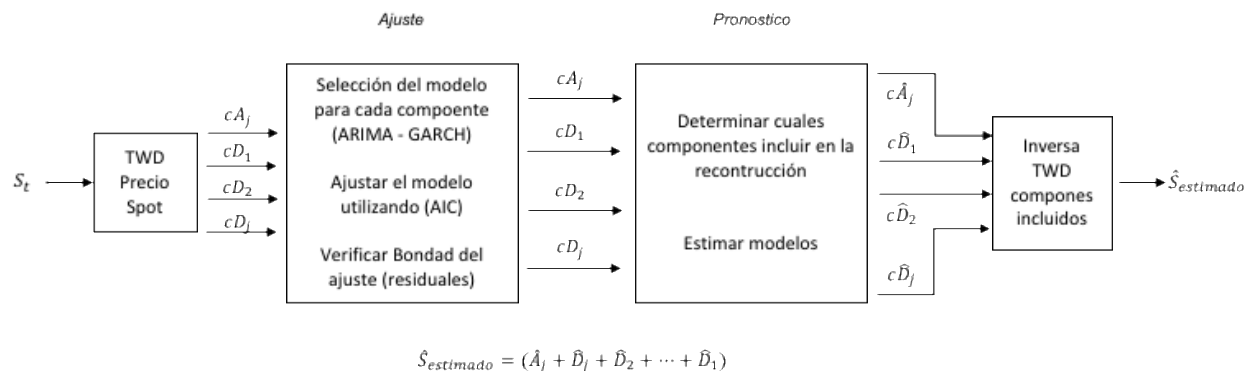 Ajuste
Pronostico
S_t
TWD
Precio
Spot
cA_j
cD_1
cD_2
cD_j
Selección del modelo
para cada compoente
(ARIMA - GARCH)
Ajustar el modelo
utilizando (AIC)
Verificar Bondad del
ajuste (residuales)
cA_j
cD_1
cD_2
cD_j
Determinar cuales
componentes incluir en la
recontrucción
Estimar modelos
cÂ_j
cD̂_1
cD̂_2
cD̂_j
Inversa
TWD
compones
incluidos
Ŝ_estimado
Ŝ_estimado = (Â_j + D̂_j + D̂_2 + ⋯ + D̂_1)